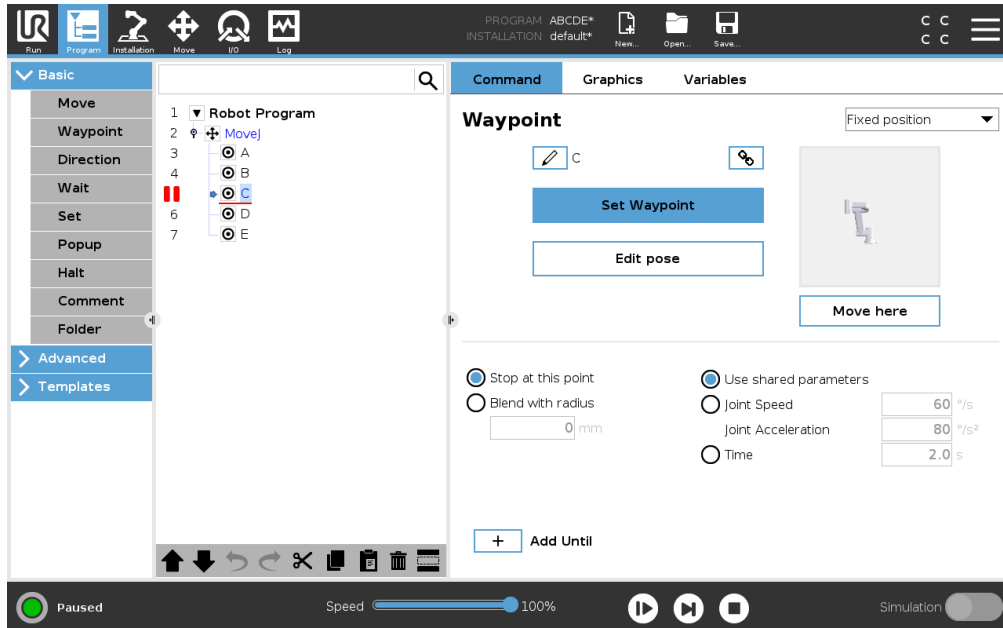 PROGRAM ABCDE*
INSTALLATION default*
New... Open... Save...
C C
C C
UR
Run Program Installation Move I/O Log
Basic
Move
Waypoint
Direction
Wait
Set
Popup
Halt
Comment
Folder
Advanced
Templates
1 Robot Program
2 MoveJ
3 A
4 B
C
6 D
7 E
Command Graphics Variables
Waypoint
Fixed position
C
Set Waypoint
Edit pose
Move here
Stop at this point
Blend with radius
0 mm
Use shared parameters
Joint Speed 60 °/s
Joint Acceleration 80 °/s²
Time 2.0 s
+ Add Until
Paused
Speed 100%
Simulation